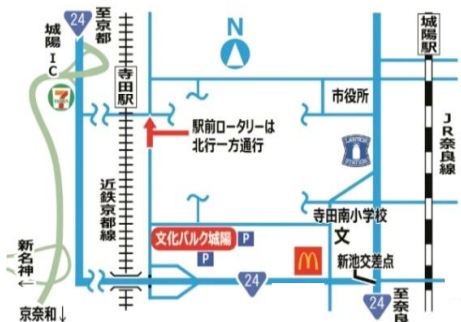 至京都
24
城陽IC
7
寺田駅
N
城陽駅
市役所
LAWSON
STATION
駅前ロータリーは
北行一方通行
JR奈良線
近鉄京都線
寺田南小学校
文
文化パルク城陽
P
P
M
新池交差点
新名神
←
24
24
至奈良
京奈和↓